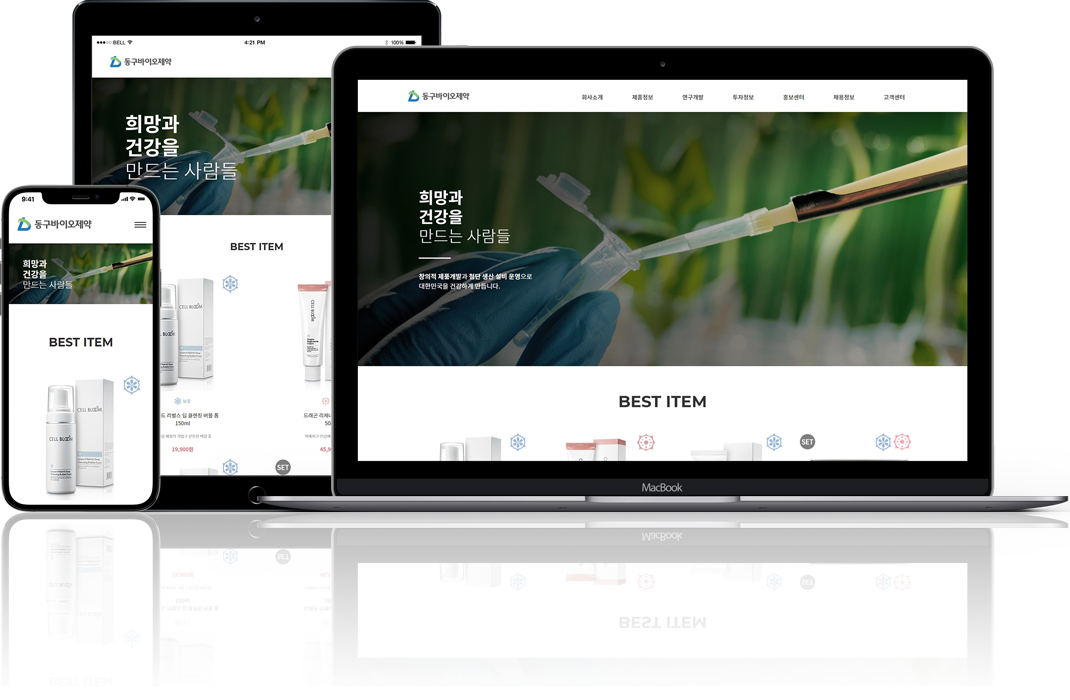 ●●●○○ BELL
4:21 PM
100%
동구바이오제약
희망과
건강을
만드는 사람들
BEST ITEM
CELL BLOOM
보습
드 리벌스 딥 클렌징 버블 폼
150ml
19,900원
드래곤 리제너
50
45,9
SET
9:41
동구바이오제약
희망과
건강을
만드는 사람들
BEST ITEM
CELL BLOOM
CELL BLOOM
동구바이오제약
회사소개 제품정보 연구개발 투자정보 홍보센터 채용정보 고객센터
희망과
건강을
만드는 사람들
창의적 제품개발과 첨단 생산 설비 운영으로
대한민국을 건강하게 만듭니다.
BEST ITEM
SET
MacBook